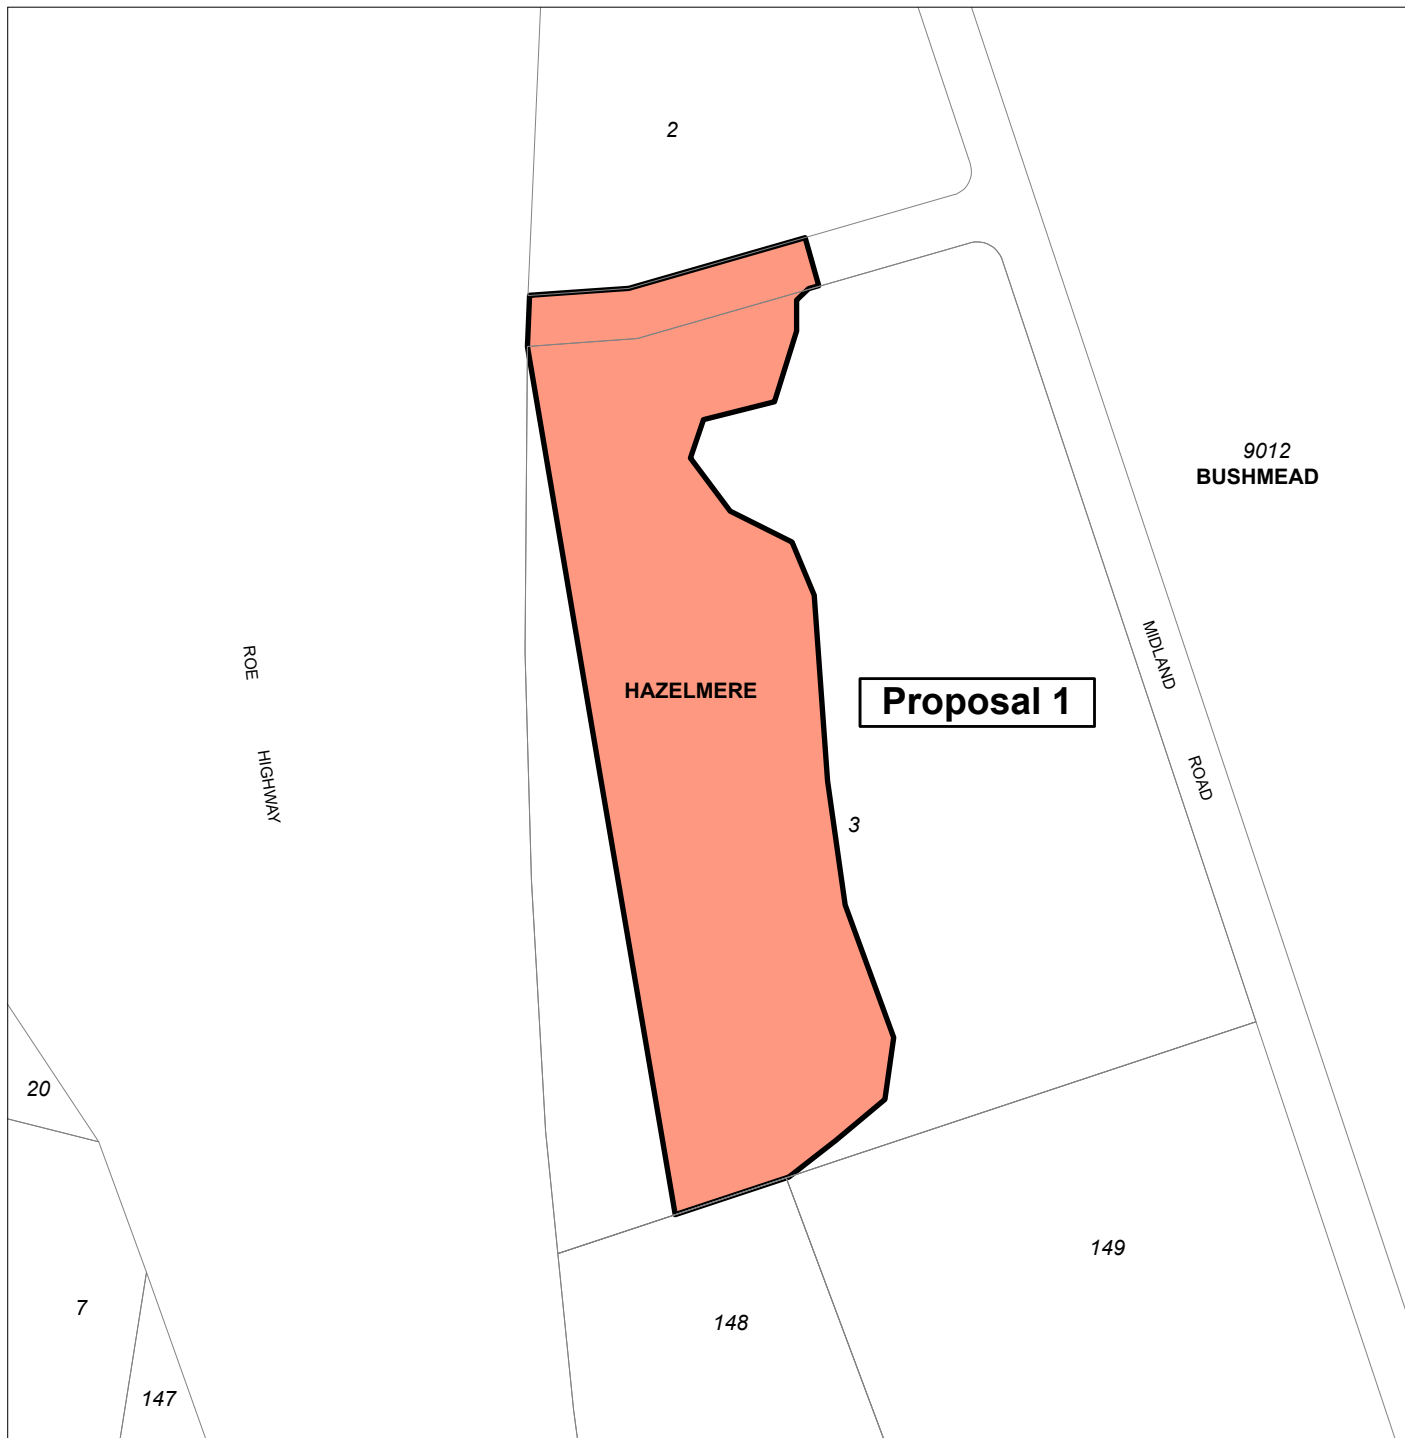 2
9012
BUSHMEAD
ROE
HIGHWAY
MIDLAND
ROAD
HAZELMERE
Proposal 1
3
20
149
7
148
147